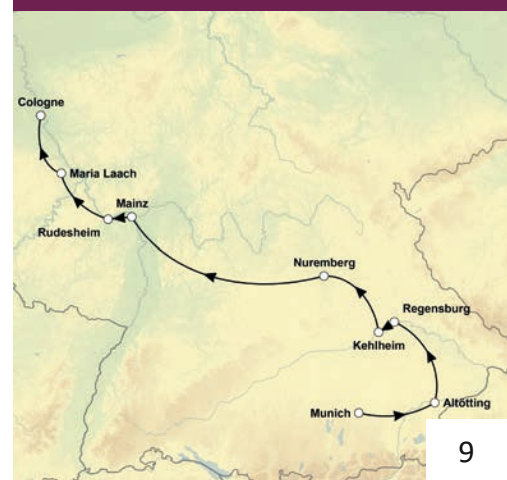 Cologne
Maria Laach
Mainz
Rudesheim
Nuremberg
Regensburg
Kehlheim
Altötting
Munich
9